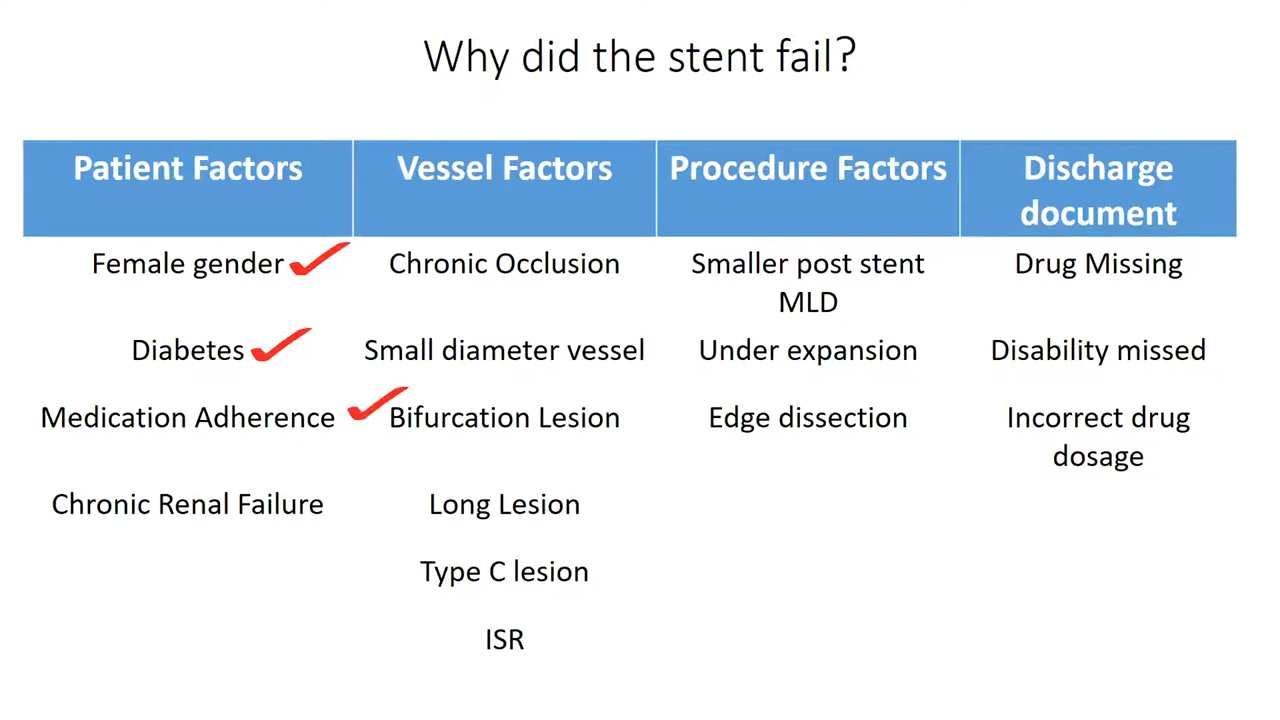 Why did the stent fail?
Patient Factors
Vessel Factors
Procedure Factors
Discharge
document
Female gender
Chronic Occlusion
Smaller post stent
MLD
Drug Missing
Diabetes
Small diameter vessel
Under expansion
Disability missed
Medication Adherence
Bifurcation Lesion
Edge dissection
Incorrect drug
dosage
Chronic Renal Failure
Long Lesion
Type C lesion
ISR